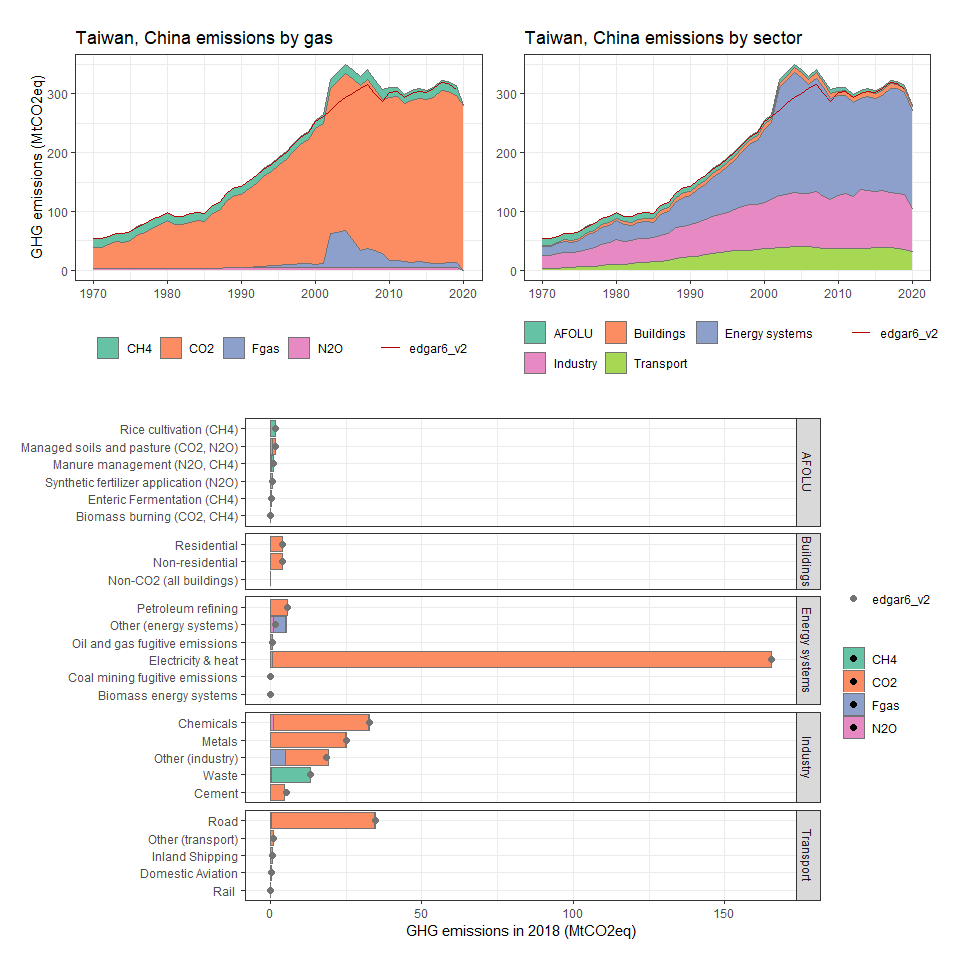 Taiwan, China emissions by gas
GHG emissions (MtCO2eq)
300
200
100
0
1970
1980
1990
2000
2010
2020
CH4
CO2
Fgas
N2O
edgar6_v2
Taiwan, China emissions by sector
300
200
100
0
1970
1980
1990
2000
2010
2020
AFOLU
Buildings
Energy systems
edgar6_v2
Industry
Transport
Rice cultivation (CH4)
Managed soils and pasture (CO2, N2O)
Manure management (N2O, CH4)
Synthetic fertilizer application (N2O)
Enteric Fermentation (CH4)
Biomass burning (CO2, CH4)
AFOLU
Residential
Non-residential
Non-CO2 (all buildings)
Buildings
Petroleum refining
Other (energy systems)
Oil and gas fugitive emissions
Electricity & heat
Coal mining fugitive emissions
Biomass energy systems
Energy systems
Chemicals
Metals
Other (industry)
Waste
Cement
Industry
Road
Other (transport)
Inland Shipping
Domestic Aviation
Rail
Transport
0
50
100
150
GHG emissions in 2018 (MtCO2eq)
edgar6_v2
CH4
CO2
Fgas
N2O